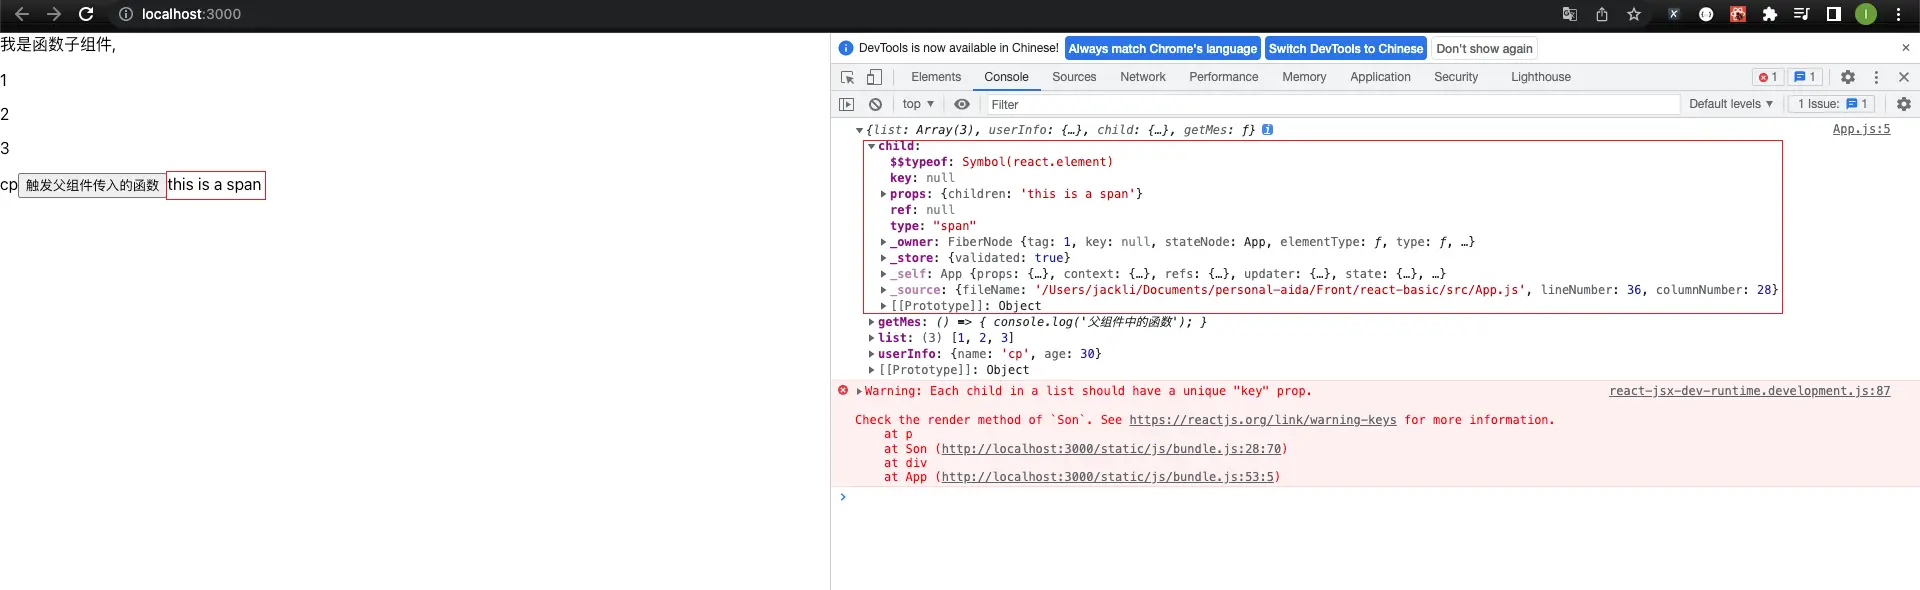 localhost:3000
我是函数子组件,
1
2
3
cp 触发父组件传入的函数 this is a span
DevTools is now available in Chinese! Always match Chrome's language Switch DevTools to Chinese Don't show again
Elements Console Sources Network Performance Memory Application Security Lighthouse 1 1
top Filter Default levels 1 Issue: 1
{list: Array(3), userInfo: {…}, child: {…}, getMes: ƒ} App.js:5
child:
$$typeof: Symbol(react.element)
key: null
props: {children: 'this is a span'}
ref: null
type: "span"
_owner: FiberNode {tag: 1, key: null, stateNode: App, elementType: ƒ, type: ƒ, …}
_store: {validated: true}
_self: App {props: {…}, context: {…}, refs: {…}, updater: {…}, state: {…}, …}
_source: {fileName: '/Users/jackli/Documents/personal-aida/Front/react-basic/src/App.js', lineNumber: 36, columnNumber: 28}
[[Prototype]]: Object
getMes: () => { console.log('父组件中的函数'); }
list: (3) [1, 2, 3]
userInfo: {name: 'cp', age: 30}
[[Prototype]]: Object
Warning: Each child in a list should have a unique "key" prop. react-jsx-dev-runtime.development.js:87
Check the render method of `Son`. See https://reactjs.org/link/warning-keys for more information.
at p
at Son (http://localhost:3000/static/js/bundle.js:28:70)
at div
at App (http://localhost:3000/static/js/bundle.js:53:5)